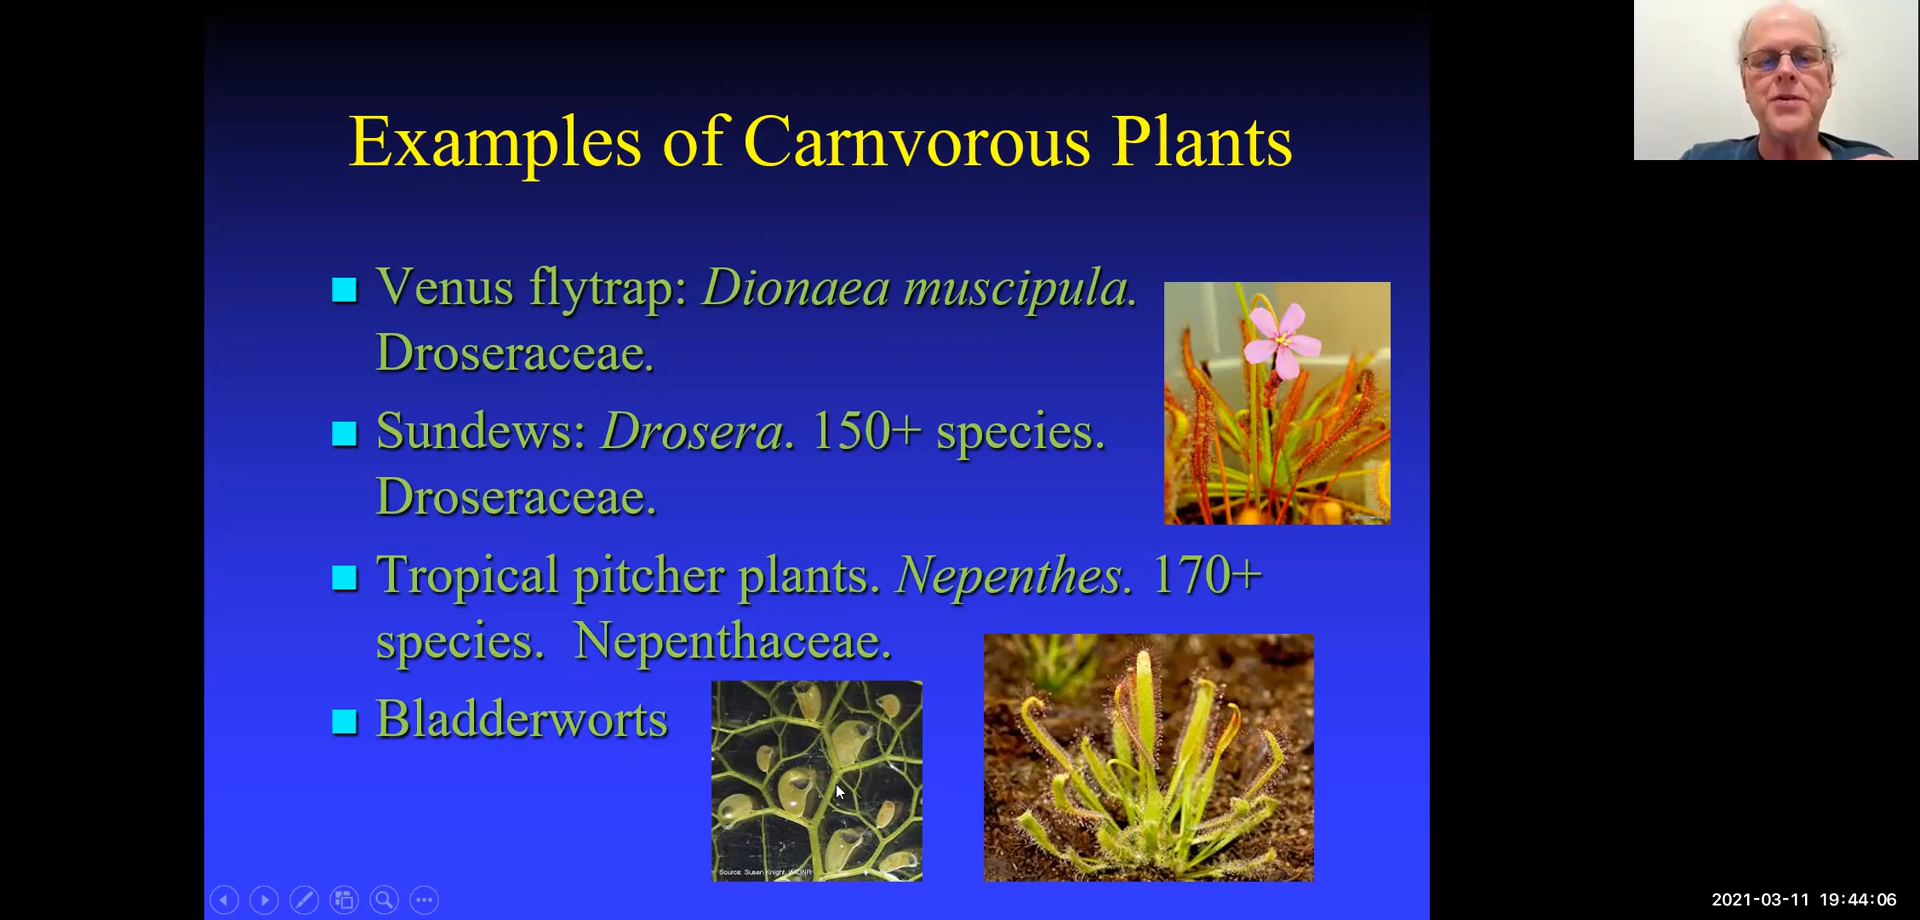 Examples of Carnvorous Plants
Venus flytrap: Dionaea muscipula.
Droseraceae.
Sundews: Drosera. 150+ species.
Droseraceae.
Tropical pitcher plants. Nepenthes. 170+
species. Nepenthaceae.
Bladderworts
Source: Susan Knight, WDNR
2021-03-11 19:44:06